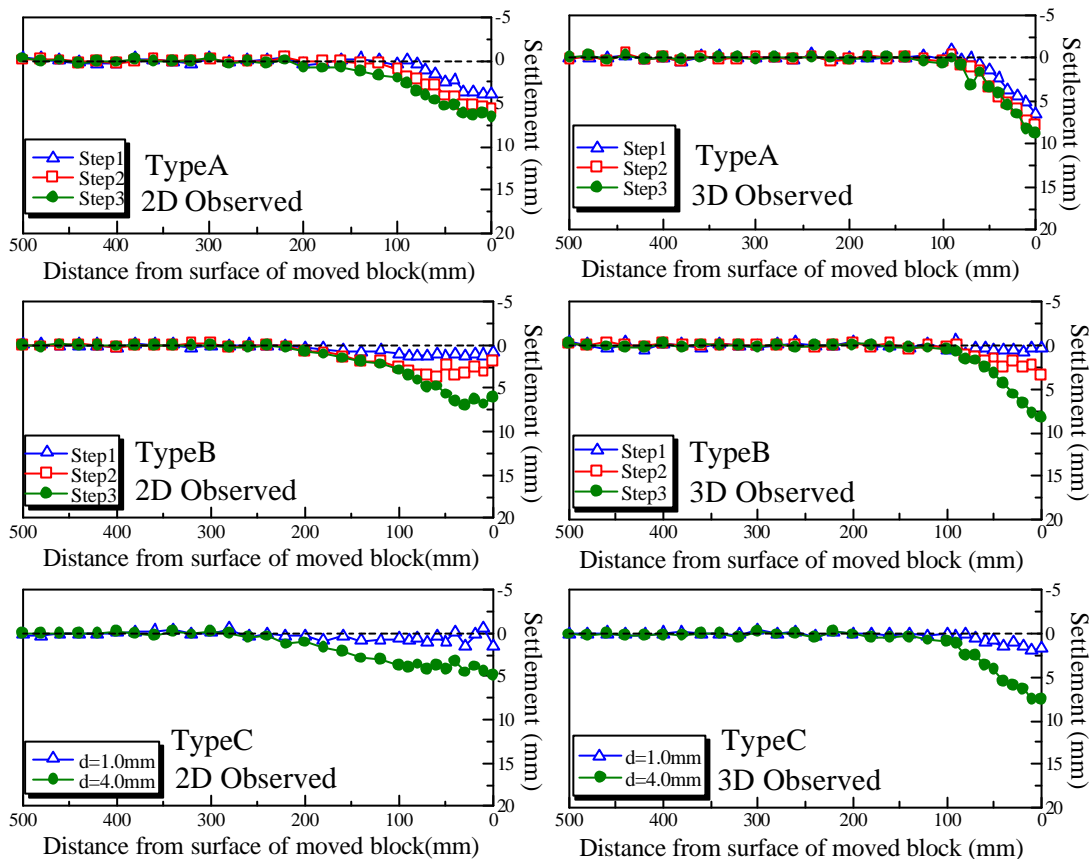 -5
0
5
10
15
20
Settlement (mm)
Step1
Step2
Step3
TypeA
2D Observed
500 400 300 200 100 0
Distance from surface of moved block(mm)
-5
0
5
10
15
20
Settlement (mm)
Step1
Step2
Step3
TypeA
3D Observed
500 400 300 200 100 0
Distance from surface of moved block (mm)
-5
0
5
10
15
20
Settlement (mm)
Step1
Step2
Step3
TypeB
2D Observed
500 400 300 200 100 0
Distance from surface of moved block(mm)
-5
0
5
10
15
20
Settlement (mm)
Step1
Step2
Step3
TypeB
3D Observed
500 400 300 200 100 0
Distance from surface of moved block (mm)
-5
0
5
10
15
20
Settlement (mm)
d=1.0mm
d=4.0mm
TypeC
2D Observed
500 400 300 200 100 0
Distance from surface of moved block(mm)
-5
0
5
10
15
20
Settlement (mm)
d=1.0mm
d=4.0mm
TypeC
3D Observed
500 400 300 200 100 0
Distance from surface of moved block (mm)